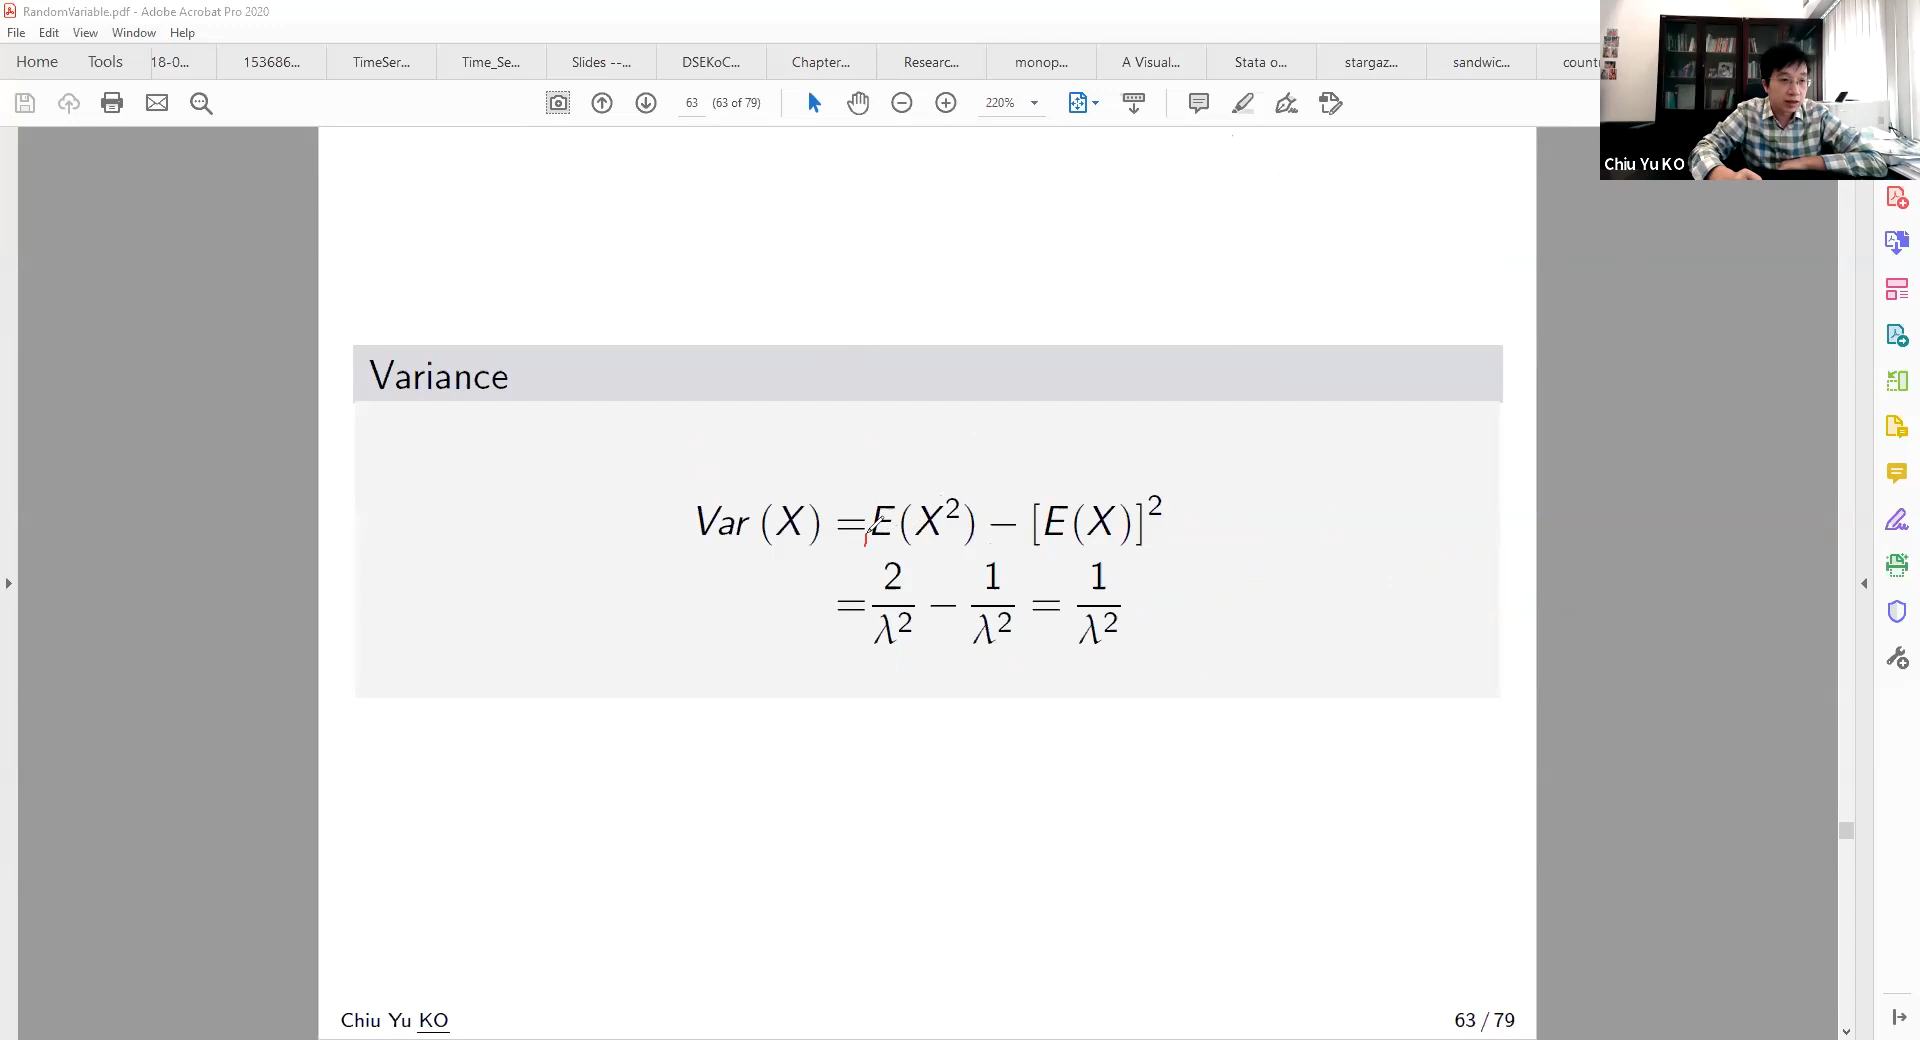 RandomVariable.pdf - Adobe Acrobat Pro 2020
File Edit View Window Help
Home Tools 18-0... 153686... TimeSer... Time_Se... Slides --... DSEKoC... Chapter... Researc... monop... A Visual... Stata o... stargaz... sandwic... count
63 (63 of 79) 220%
Chiu Yu KO
Variance
Var (X) =E(X²) − [E(X)]²
=2/λ² − 1/λ² = 1/λ²
Chiu Yu KO 63 / 79